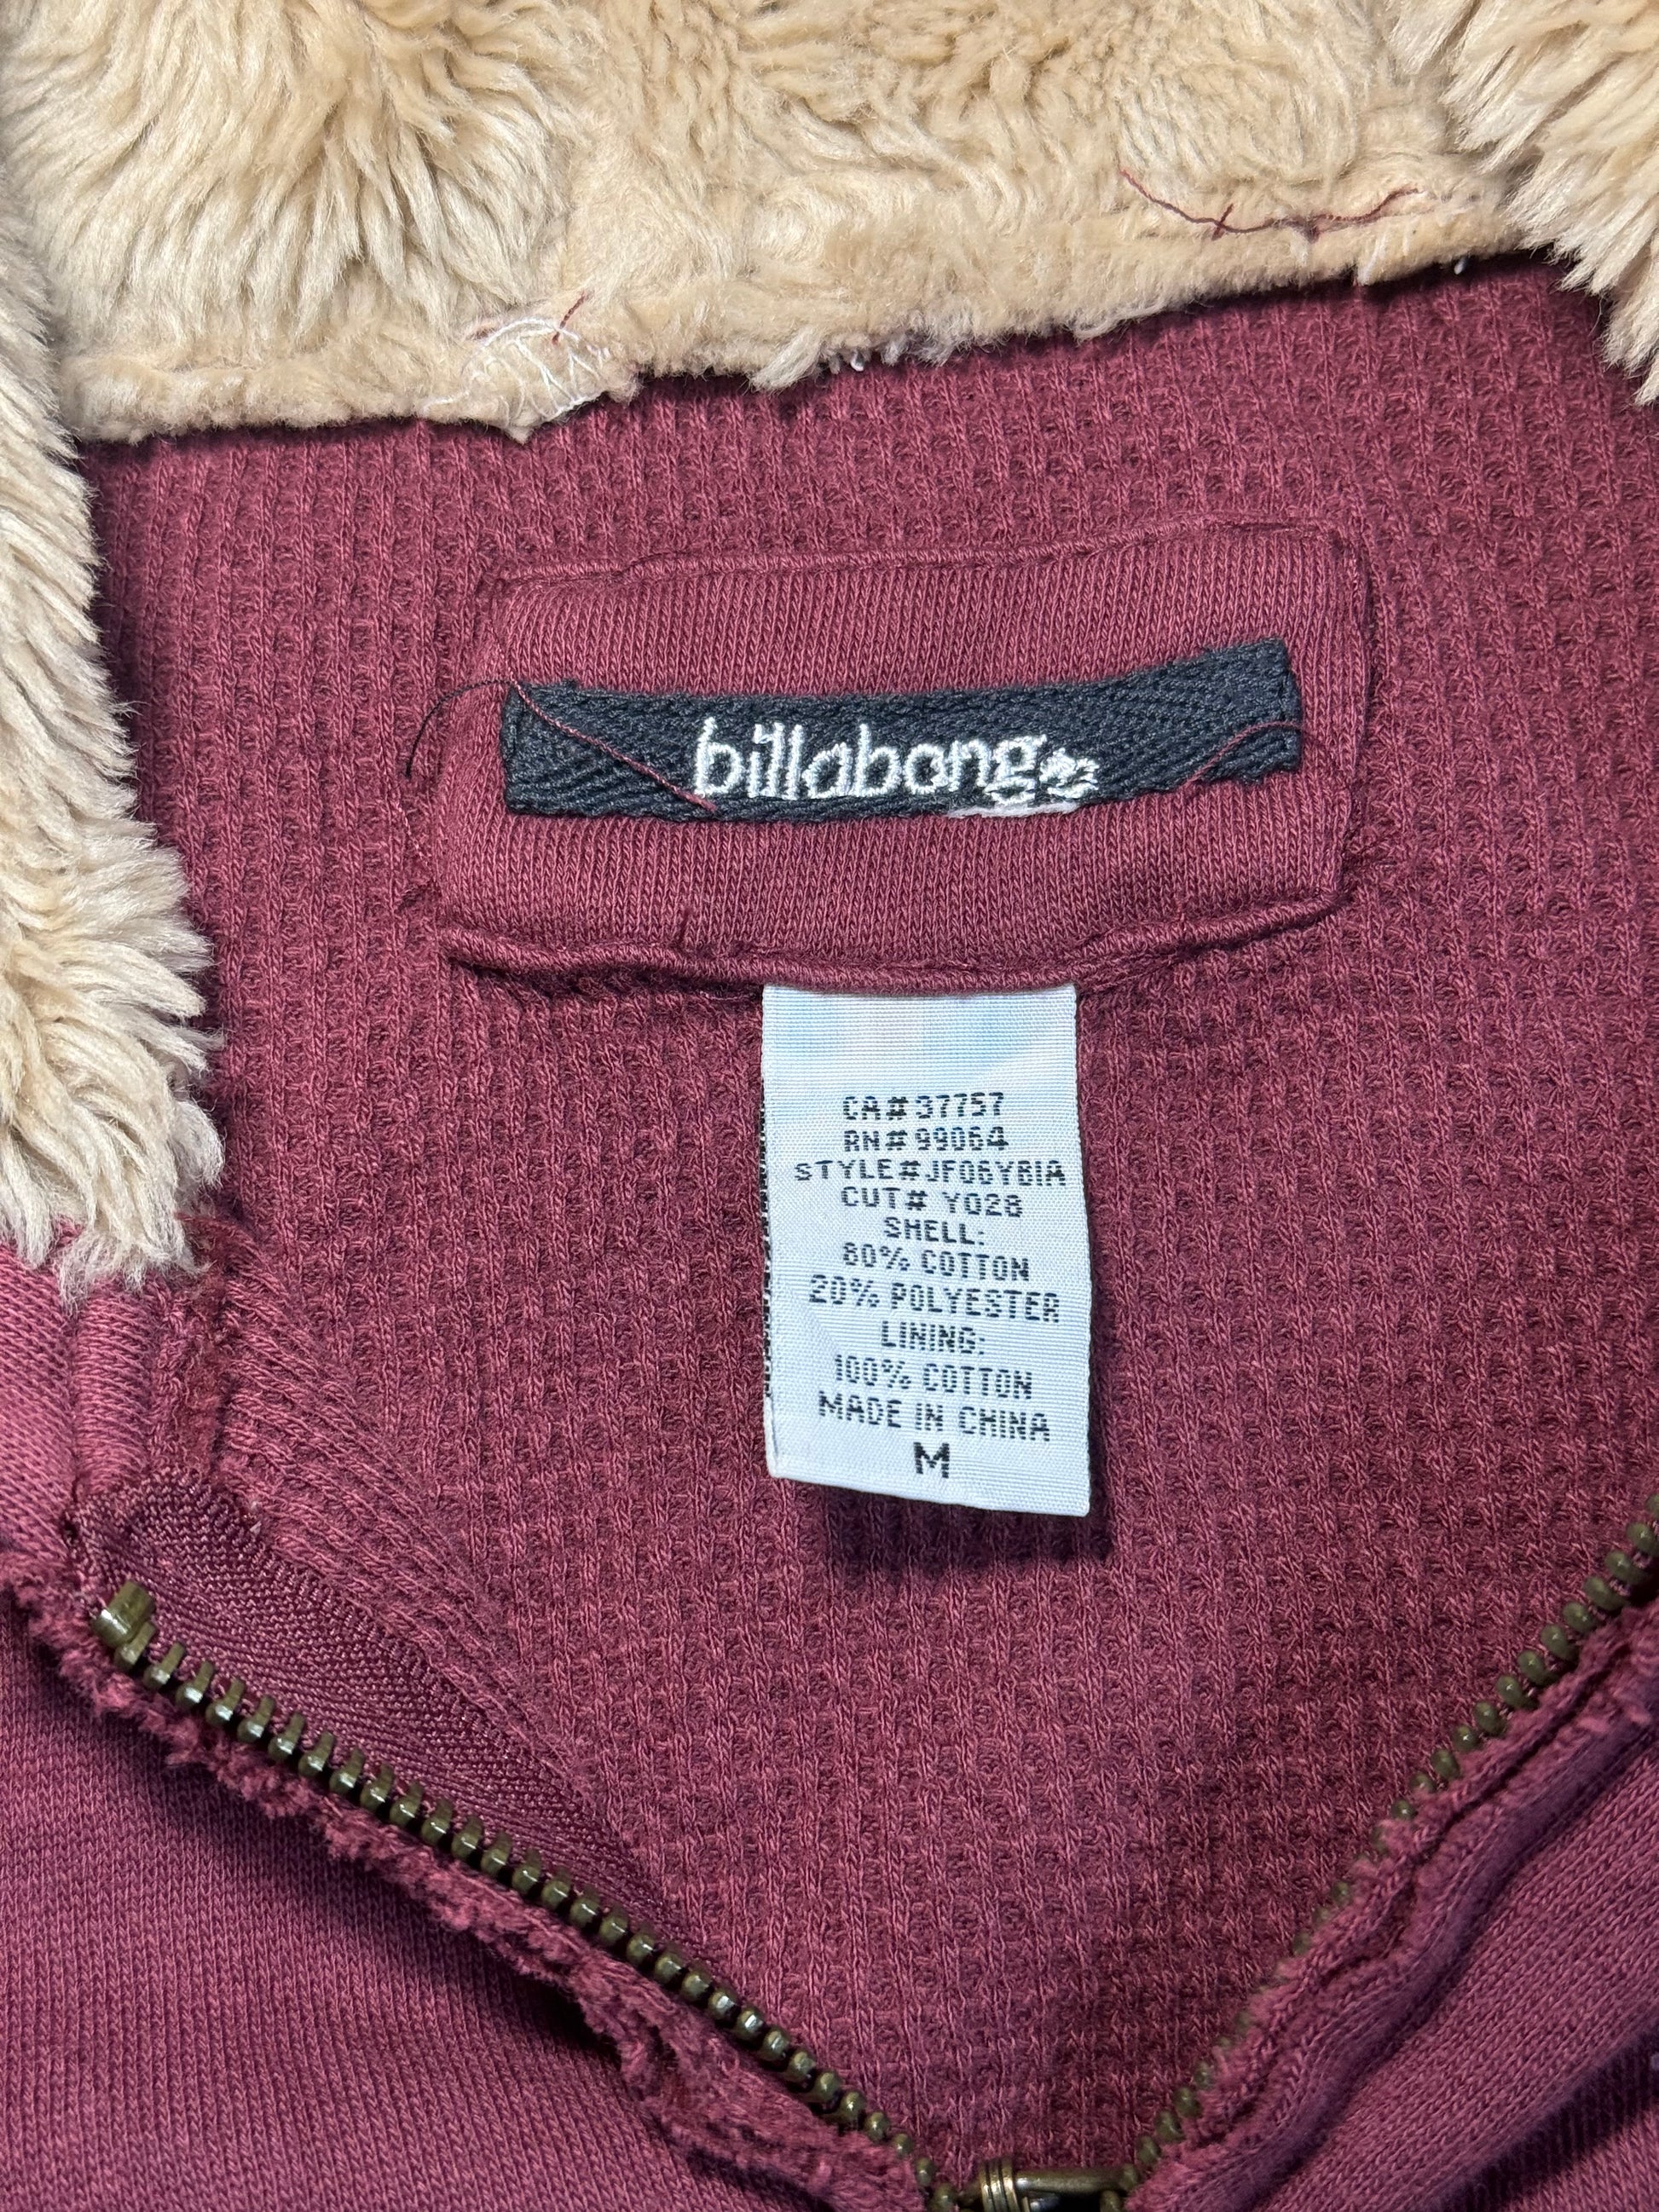 billabong
CA# 37757
RN# 99064
STYLE# JF06YBIA
CUT# Y028
SHELL:
80% COTTON
20% POLYESTER
LINING:
100% COTTON
MADE IN CHINA
M